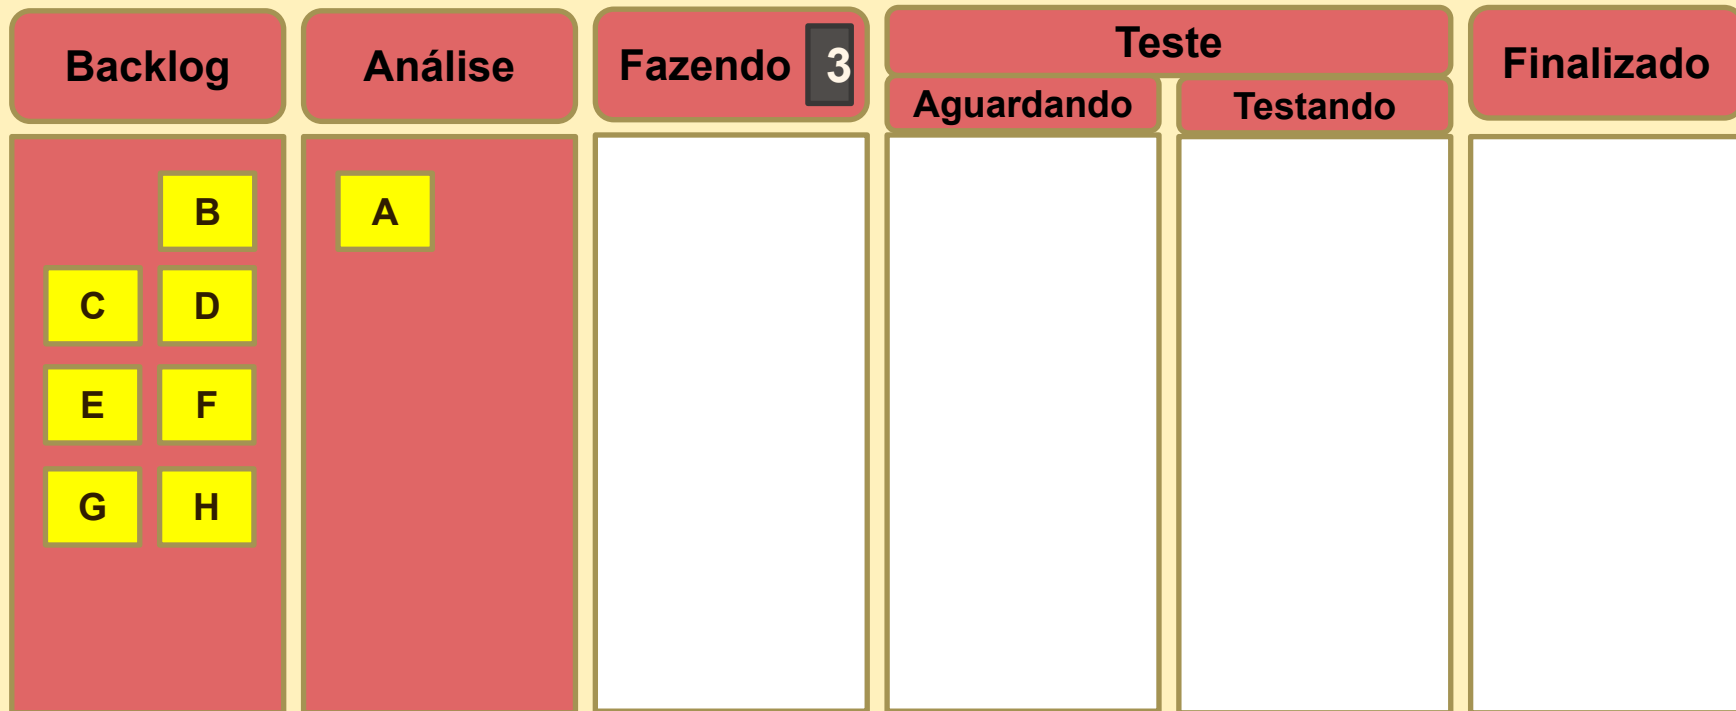 Backlog
Análise
Fazendo 3
Teste
Aguardando
Testando
Finalizado
B
A
C D
E F
G H